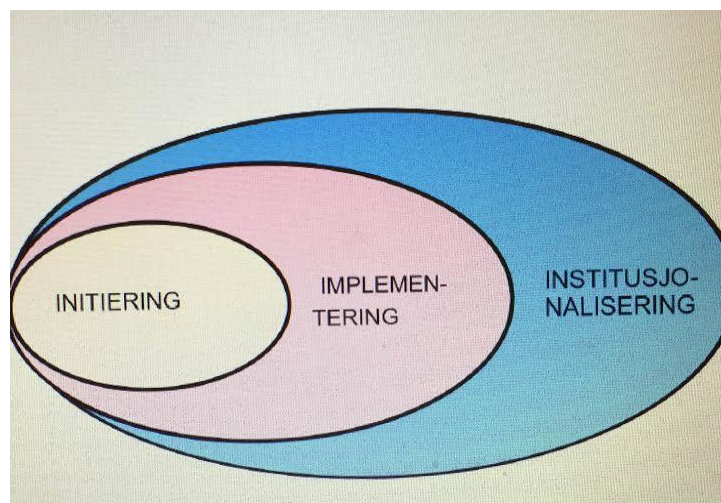 INITIERING
IMPLEMEN-
TERING
INSTITUSJO-
NALISERING